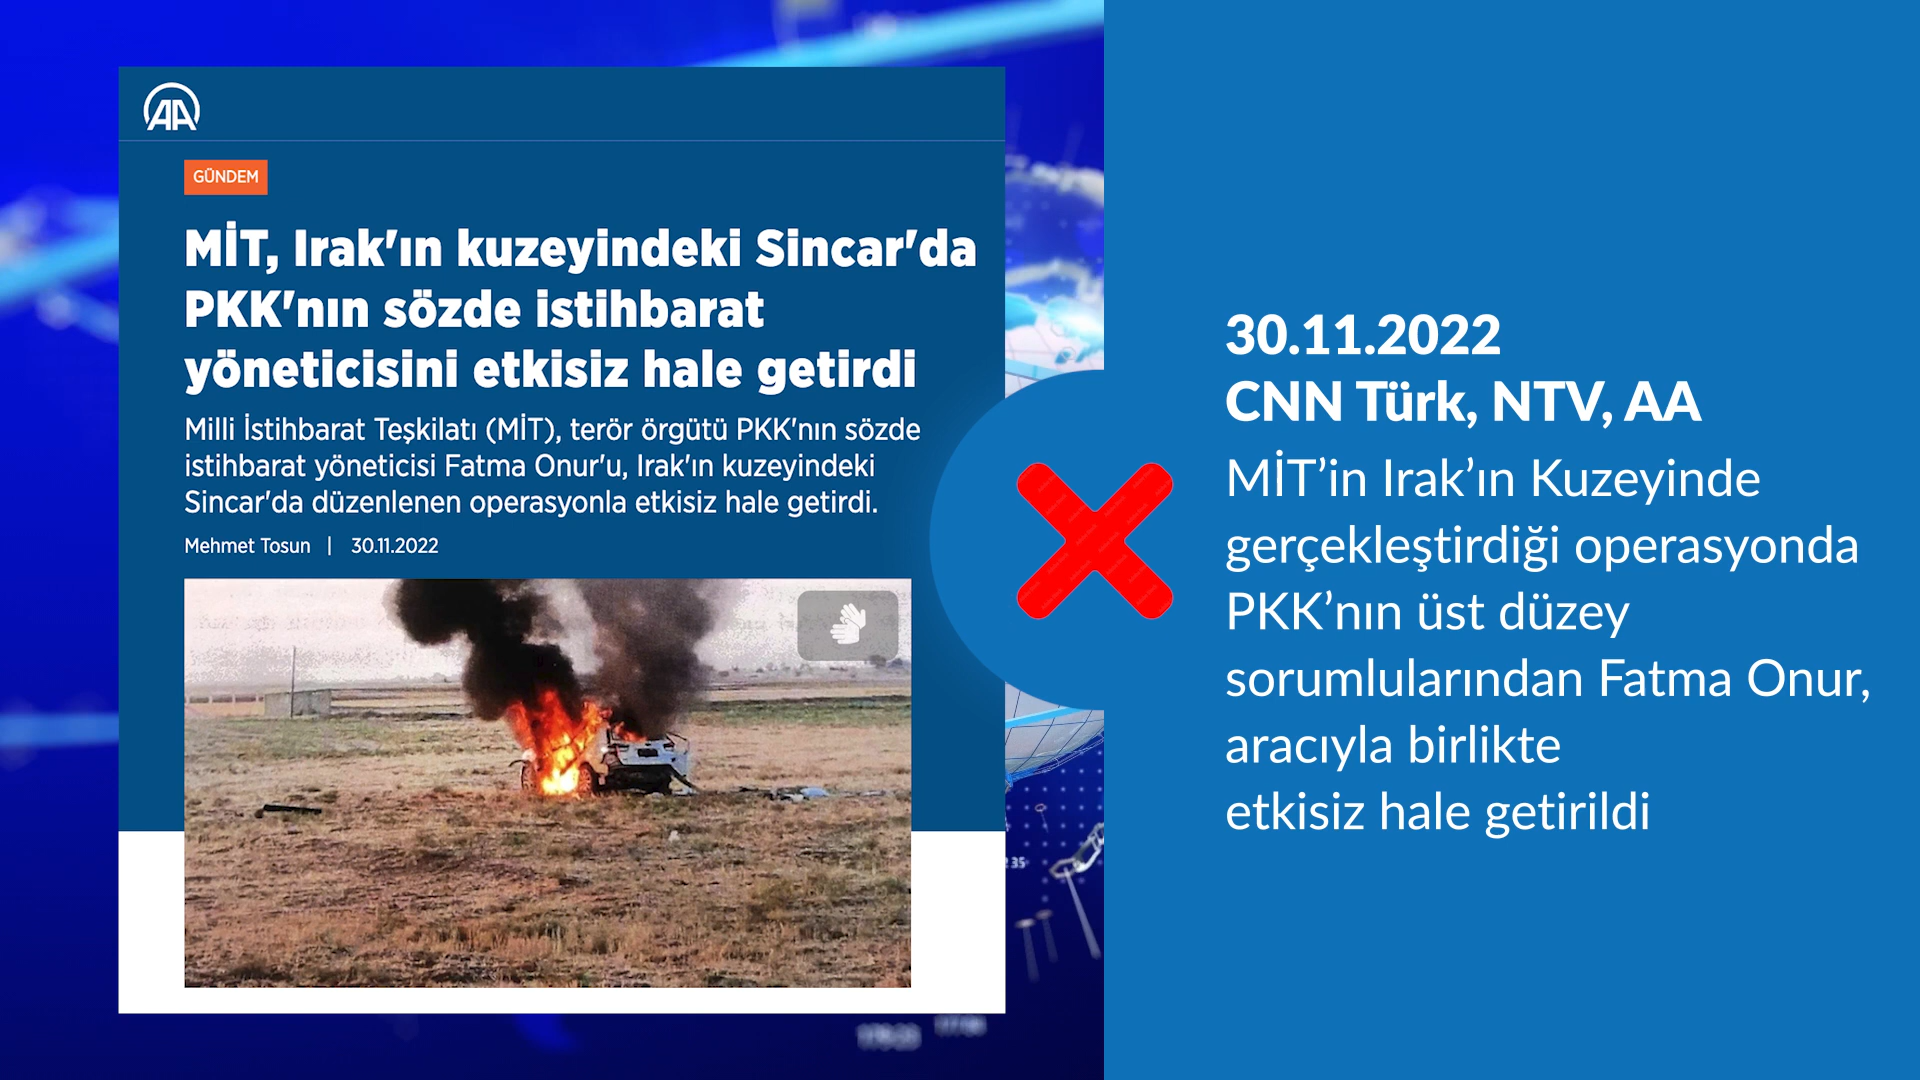 AA
GÜNDEM
MİT, Irak'ın kuzeyindeki Sincar'da
PKK'nın sözde istihbarat
yöneticisini etkisiz hale getirdi
Milli İstihbarat Teşkilatı (MİT), terör örgütü PKK'nın sözde
istihbarat yöneticisi Fatma Onur'u, Irak'ın kuzeyindeki
Sincar'da düzenlenen operasyonla etkisiz hale getirdi.
Mehmet Tosun | 30.11.2022
30.11.2022
CNN Türk, NTV, AA
MİT’in Irak’ın Kuzeyinde
gerçekleştirdiği operasyonda
PKK’nın üst düzey
sorumlularından Fatma Onur,
aracıyla birlikte
etkisiz hale getirildi
35